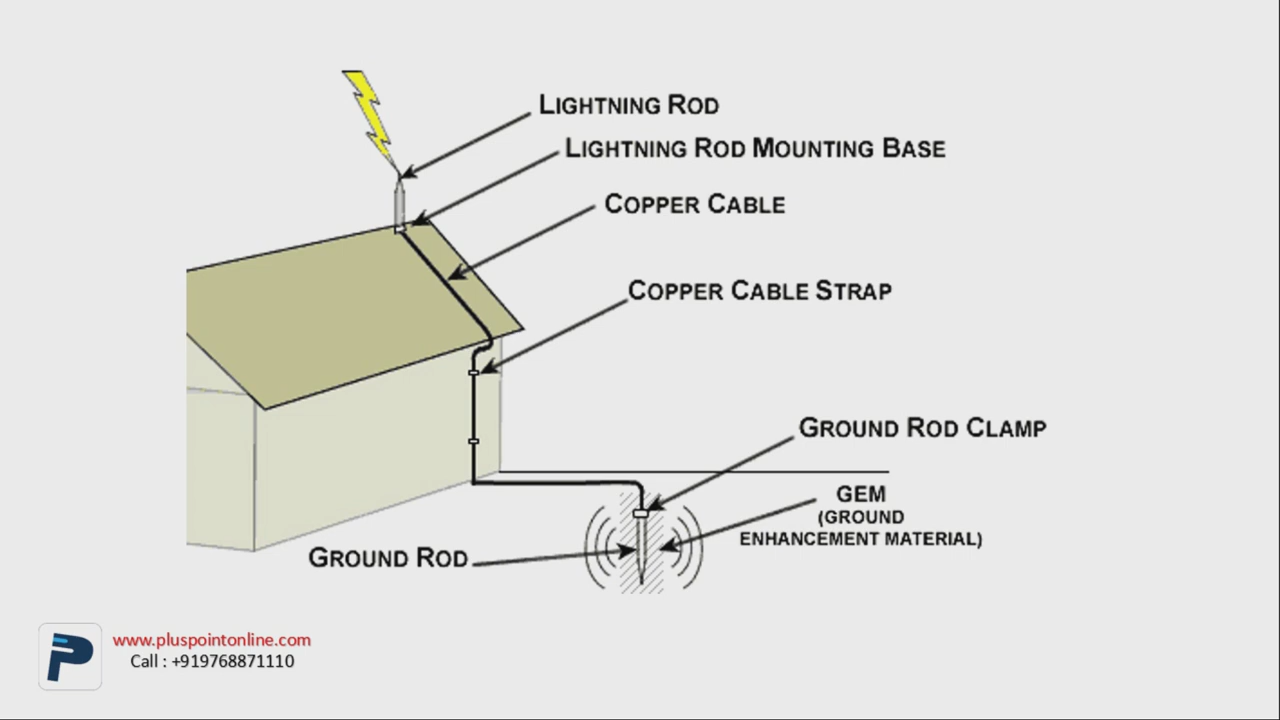 LIGHTNING ROD
LIGHTNING ROD MOUNTING BASE
COPPER CABLE
COPPER CABLE STRAP
GROUND ROD CLAMP
GEM
(GROUND
ENHANCEMENT MATERIAL)
GROUND ROD
www.pluspointonline.com
Call : +919768871110